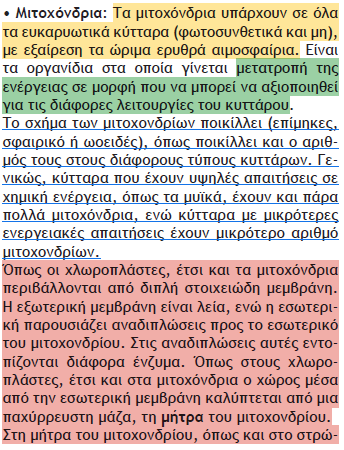 • Μιτοχόνδρια: Τα μιτοχόνδρια υπάρχουν σε όλα
τα ευκαρυωτικά κύτταρα (φωτοσυνθετικά και μη),
με εξαίρεση τα ώριμα ερυθρά αιμοσφαίρια. Είναι
τα οργανίδια στα οποία γίνεται μετατροπή της
ενέργειας σε μορφή που να μπορεί να αξιοποιηθεί
για τις διάφορες λειτουργίες του κυττάρου.
Το σχήμα των μιτοχονδρίων ποικίλλει (επίμηκες,
σφαιρικό ή ωοειδές), όπως ποικίλλει και ο αριθ-
μός τους στους διάφορους τύπους κυττάρων. Γε-
νικώς, κύτταρα που έχουν υψηλές απαιτήσεις σε
χημική ενέργεια, όπως τα μυϊκά, έχουν και πάρα
πολλά μιτοχόνδρια, ενώ κύτταρα με μικρότερες
ενεργειακές απαιτήσεις έχουν μικρότερο αριθμό
μιτοχονδρίων.
Όπως οι χλωροπλάστες, έτσι και τα μιτοχόνδρια
περιβάλλονται από διπλή στοιχειώδη μεμβράνη.
Η εξωτερική μεμβράνη είναι λεία, ενώ η εσωτερι-
κή παρουσιάζει αναδιπλώσεις προς το εσωτερικό
του μιτοχονδρίου. Στις αναδιπλώσεις αυτές εντο-
πίζονται διάφορα ένζυμα. Όπως στους χλωρο-
πλάστες, έτσι και στα μιτοχόνδρια ο χώρος μέσα
από την εσωτερική μεμβράνη καλύπτεται από μια
παχύρρευστη μάζα, τη μήτρα του μιτοχονδρίου.
Στη μήτρα του μιτοχονδρίου, όπως και στο στρώ-